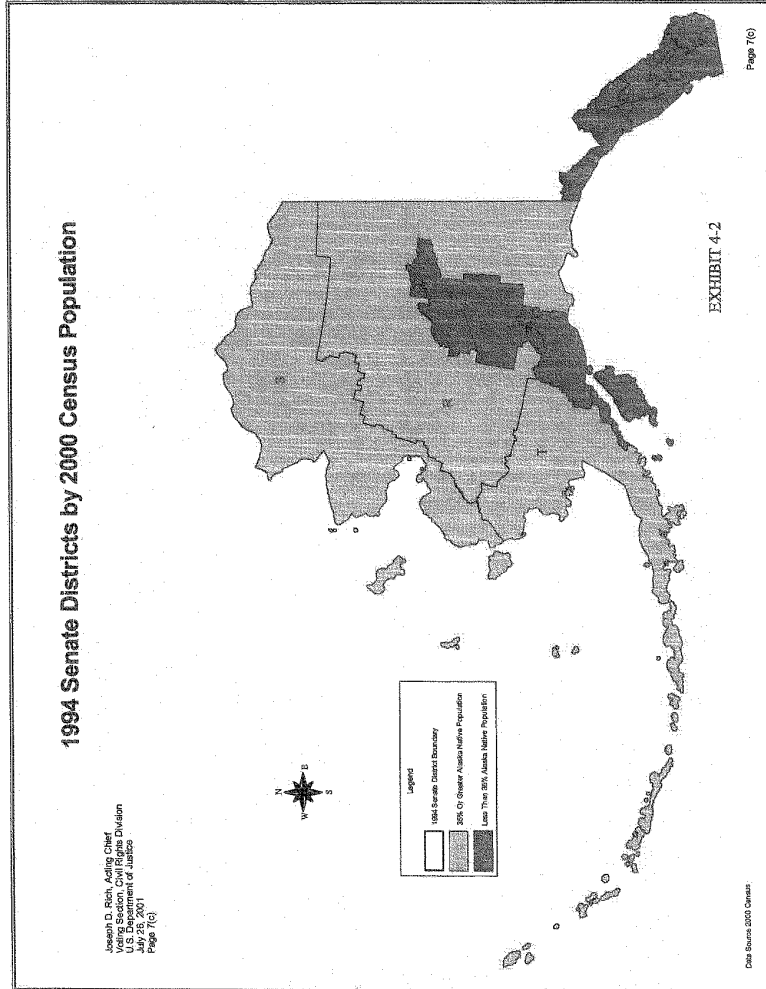 1994 Senate Districts by 2000 Census Population
Joseph D. Rich, Acting Chief
Voting Section, Civil Rights Division
U.S. Department of Justice
July 26, 2001
Page 7(c)
N
W
E
S
S
R
T
Legend
1994 Senate District Boundary
Or Greater Alaska Native Population
Less Than Alaska Native Population
EXHIBIT 4-2
Data Source 2000 Census
Page 7(c)